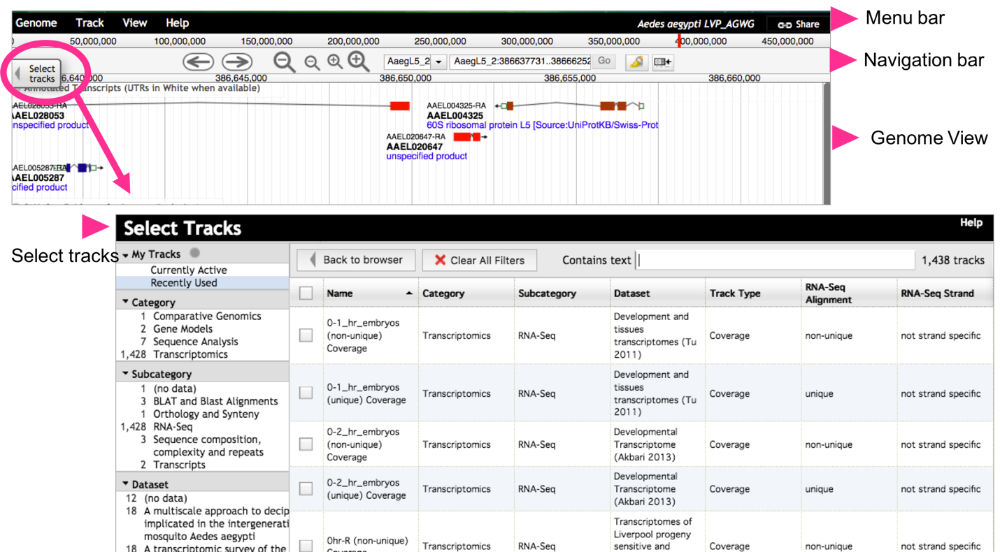 Genome Track View Help Aedes aegypti LVP_AGWG Share
Menu bar
50,000,000 100,000,000 150,000,000 200,000,000 250,000,000 300,000,000 350,000,000 400,000,000 450,000,000
AaegL5_2 AaegL5_2:386637731..38666252 Go
Navigation bar
Select
tracks
6,640,000 386,645,000 386,650,000 386,655,000 386,660,000
Annotated Transcripts (UTRs in White when available)
AAEL028053-RA
AAEL028053
nspecified product
AAEL004325-RA
AAEL004325
60S ribosomal protein L5 [Source:UniProtKB/Swiss-Prot
AAEL020647-RA
AAEL020647
unspecified product
Genome View
AAEL005287-RA
AAEL005287
cified product
Select Tracks
Help
Select tracks
My Tracks
Currently Active
Recently Used
Back to browser Clear All Filters Contains text 1,438 tracks
Category
1 Comparative Genomics
2 Gene Models
7 Sequence Analysis
1,428 Transcriptomics
Subcategory
1 (no data)
3 BLAT and Blast Alignments
1 Orthology and Synteny
1,428 RNA-Seq
3 Sequence composition,
complexity and repeats
2 Transcripts
Dataset
12 (no data)
18 A multiscale approach to decip
implicated in the intergenerati
mosquito Aedes aegypti
18 A transcriptomic survey of the
Name Category Subcategory Dataset Track Type RNA-Seq
Alignment
RNA-Seq Strand
0-1_hr_embryos
(non-unique)
Coverage
Transcriptomics
RNA-Seq
Development and
tissues
transcriptomes (Tu
2011)
Coverage
non-unique
not strand specific
0-1_hr_embryos
(unique) Coverage
Transcriptomics
RNA-Seq
Development and
tissues
transcriptomes (Tu
2011)
Coverage
unique
not strand specific
0-2_hr_embryos
(non-unique)
Coverage
Transcriptomics
RNA-Seq
Developmental
Transcriptome
(Akbari 2013)
Coverage
non-unique
not strand specific
0-2_hr_embryos
(unique) Coverage
Transcriptomics
RNA-Seq
Developmental
Transcriptome
(Akbari 2013)
Coverage
unique
not strand specific
0hr-R (non-unique)
Coverage
Transcriptomics
RNA-Seq
Transcriptomes of
Liverpool progeny
sensitive and
Coverage
non-unique
not strand specific